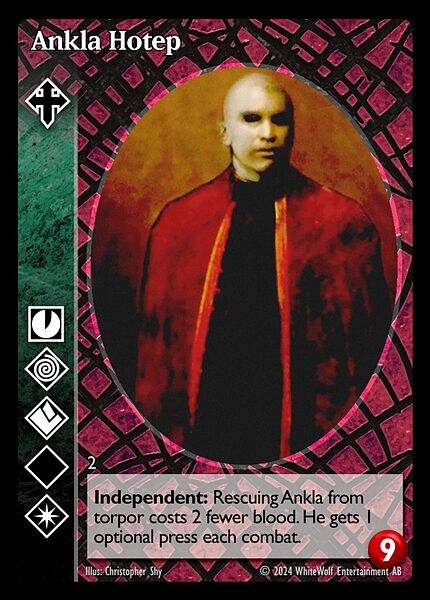 Ankla Hotep
2
Independent: Rescuing Ankla from
torpor costs 2 fewer blood. He gets 1
optional press each combat.
9
Illus: Christopher Shy © 2024 WhiteWolf Entertainment AB